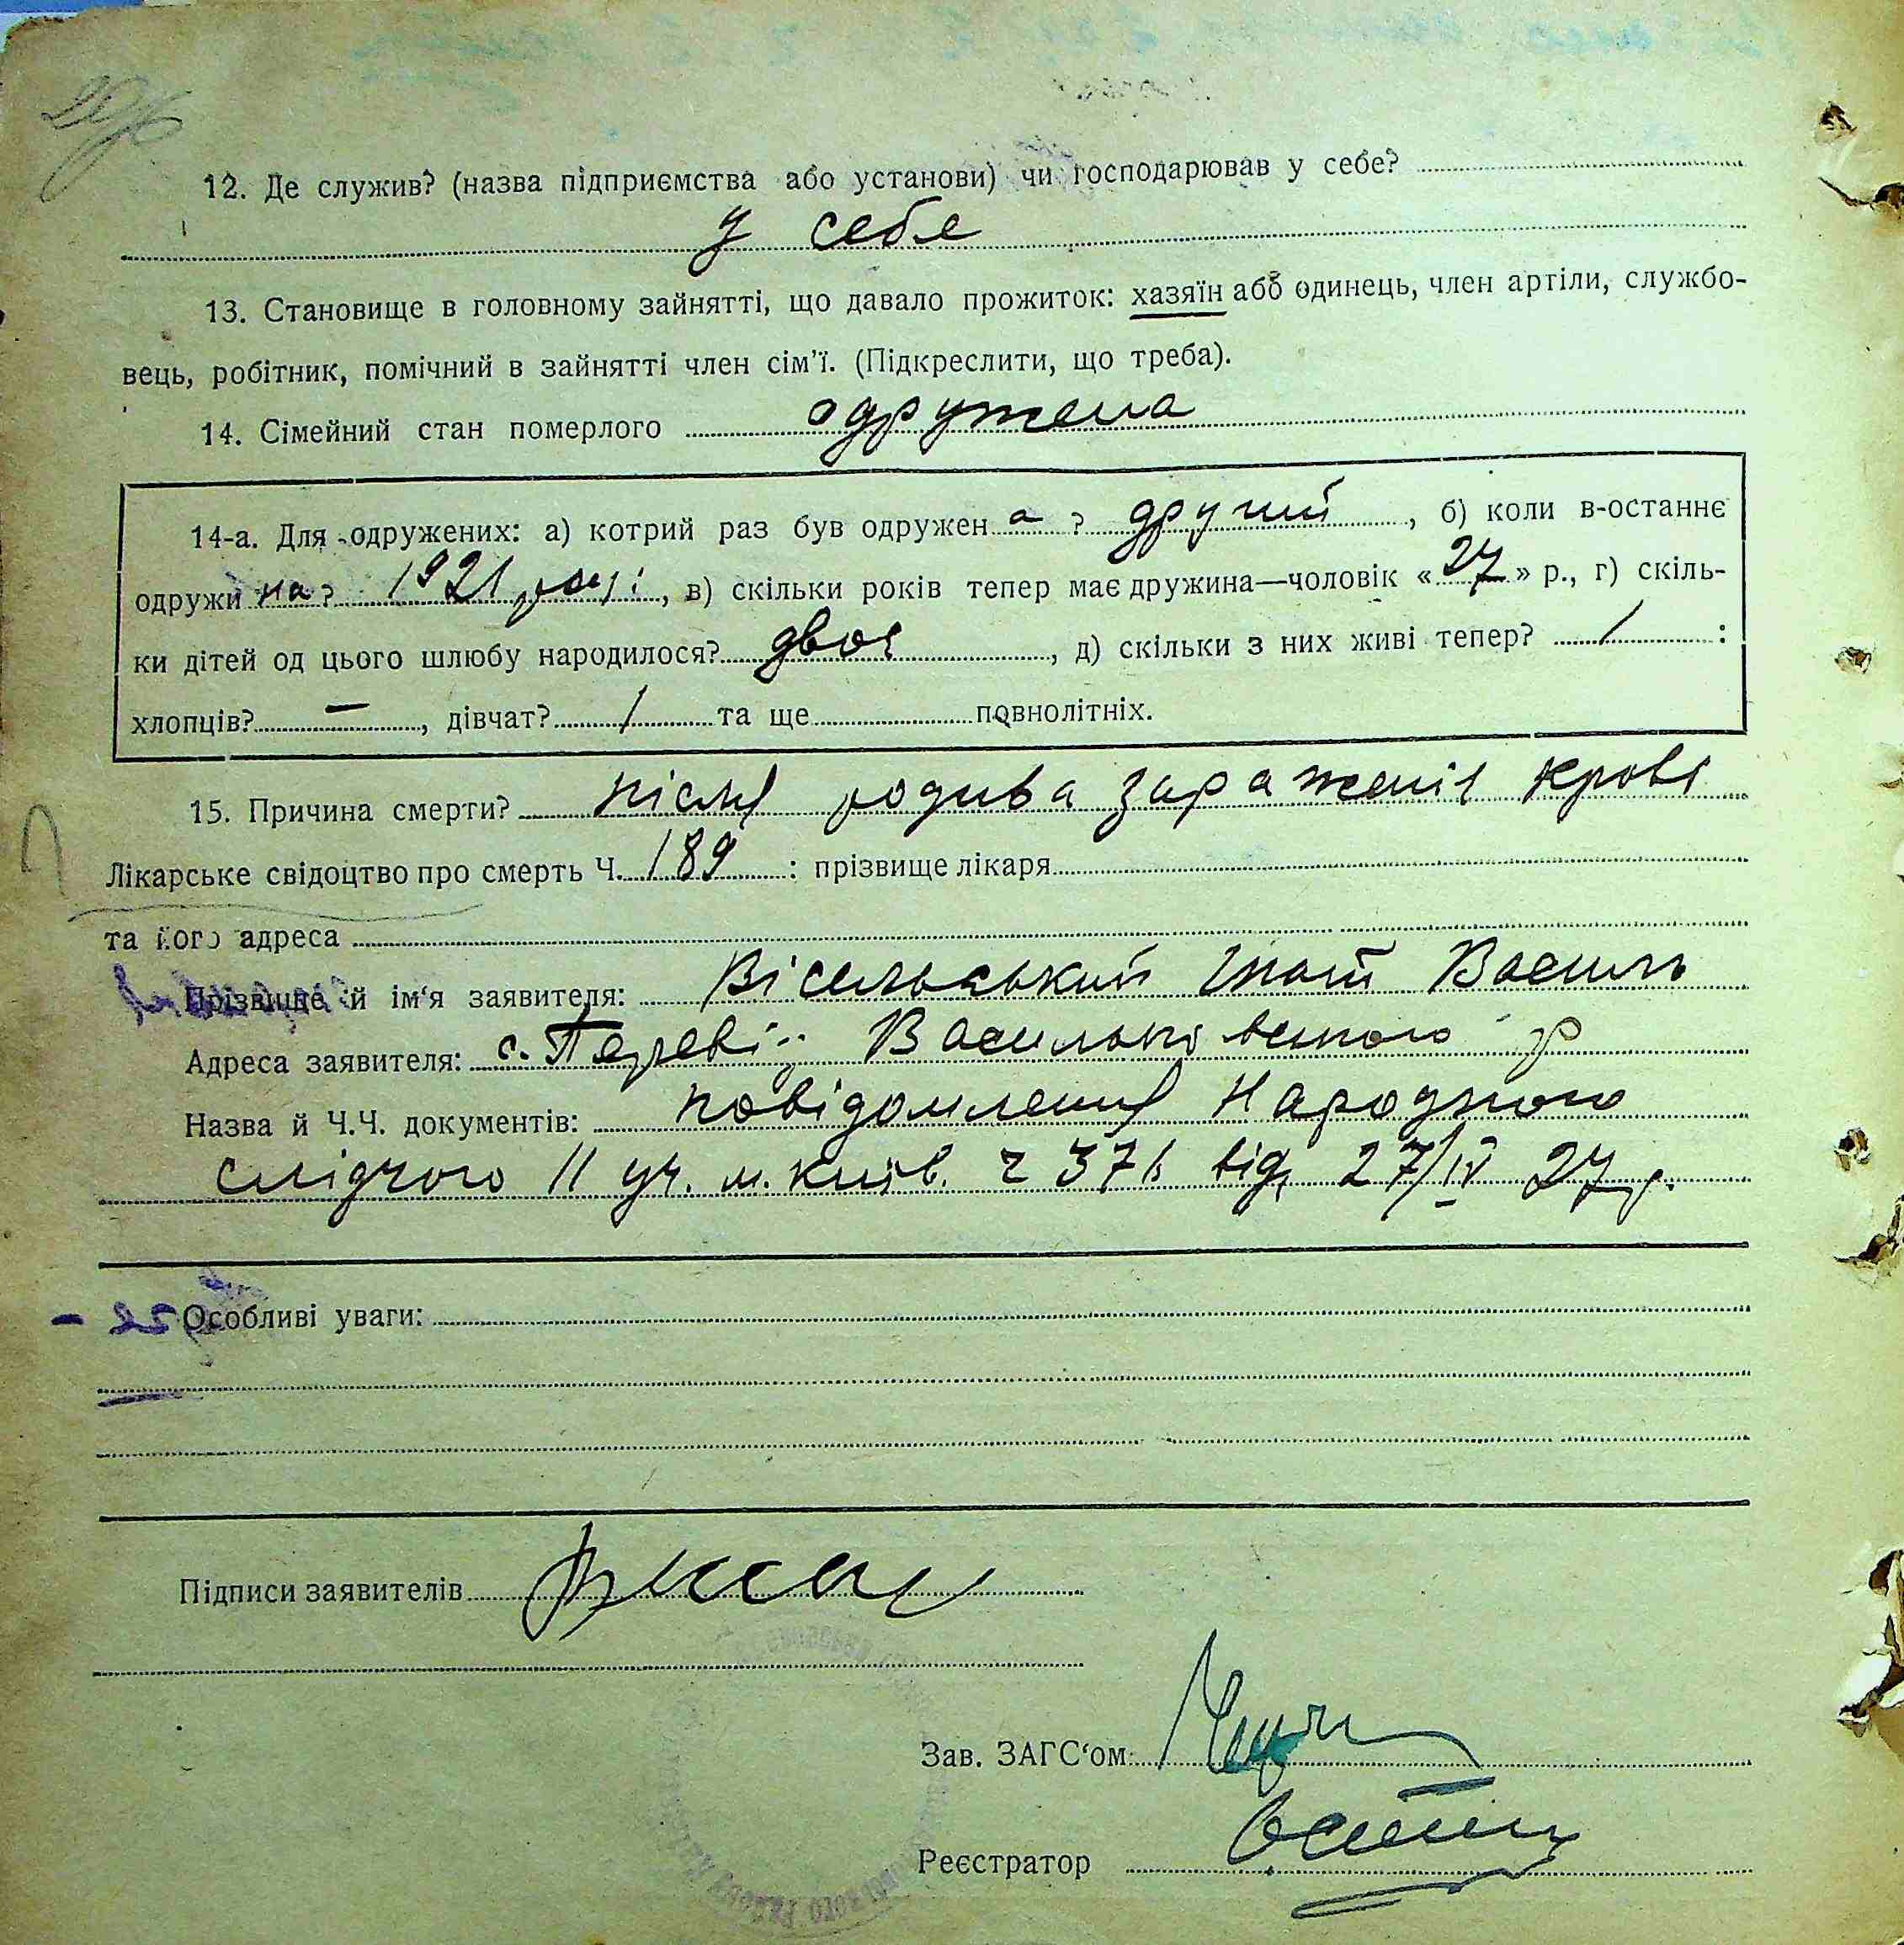 12. Де служив? (назва підприємства або установи) чи господарював у себе?
у себе
13. Становище в головному зайнятті, що давало прожиток: хазяїн або одинець, член артіли, службо-
вець, робітник, помічний в зайнятті член сім'ї. (Підкреслити, що треба).
14. Сімейний стан померлого одружена
14-а. Для одружених: а) котрий раз був одружен а ? другий , б) коли в-останнє
одружи на ? 1921 році , в) скільки років тепер має дружина—чоловік « 27 » р., г) скіль-
ки дітей од цього шлюбу народилося? двоє , д) скільки з них живі тепер? 1 :
хлопців? — , дівчат? 1 та ще повнолітніх.
15. Причина смерти? після родива зараженія крові
Лікарське свідоцтво про смерть Ч. 189 : прізвище лікаря
та його адреса
Прізвище й ім‘я заявителя: Василь
Адреса заявителя: с. Васильківського р
Назва й Ч.Ч. документів: повідомлення Народного
слідчого 11 уч. м. Київ. ч 376 від 27/IV 27 р.
Особливі уваги:
Підписи заявителів
Зав. ЗАГС‘ом
Реєстратор